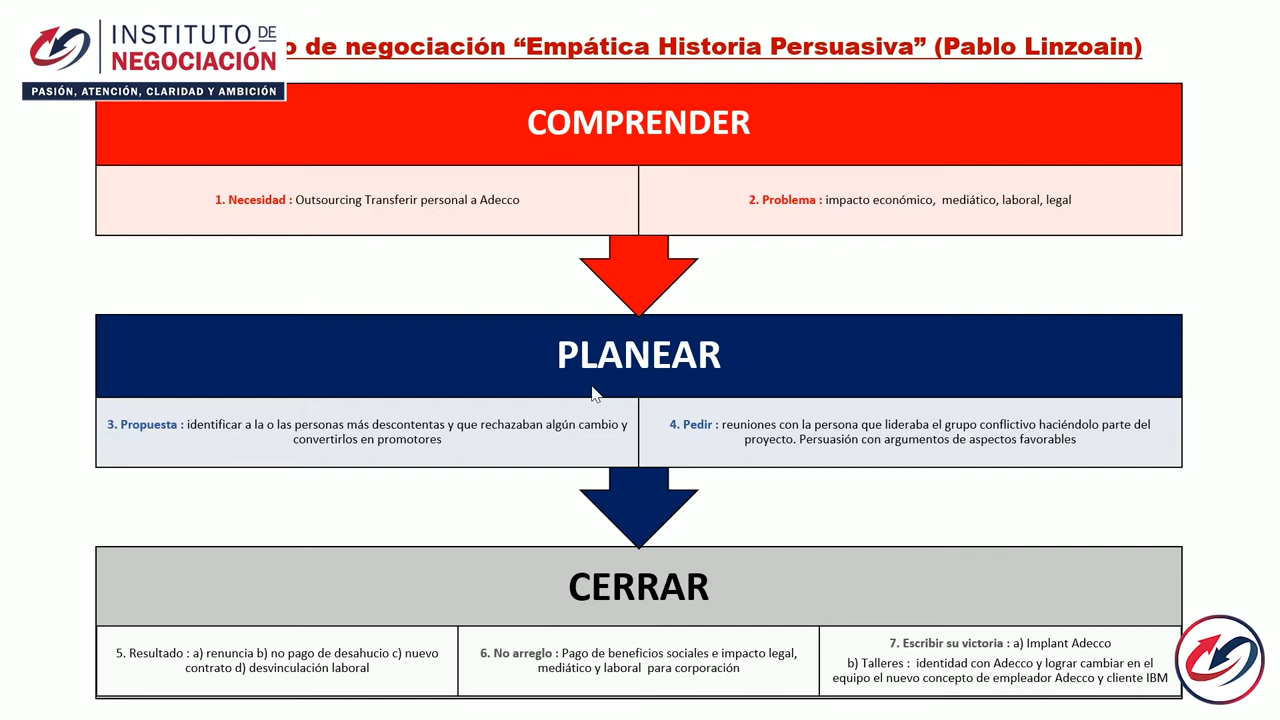 INSTITUTO DE
NEGOCIACIÓN
PASIÓN, ATENCIÓN, CLARIDAD Y AMBICIÓN
o de negociación “Empática Historia Persuasiva” (Pablo Linzoain)
COMPRENDER
1. Necesidad : Outsourcing Transferir personal a Adecco
2. Problema : impacto económico, mediático, laboral, legal
PLANEAR
3. Propuesta : identificar a la o las personas más descontentas y que rechazaban algún cambio y
convertirlos en promotores
4. Pedir : reuniones con la persona que lideraba el grupo conflictivo haciéndolo parte del
proyecto. Persuasión con argumentos de aspectos favorables
CERRAR
5. Resultado : a) renuncia b) no pago de desahucio c) nuevo
contrato d) desvinculación laboral
6. No arreglo : Pago de beneficios sociales e impacto legal,
mediático y laboral para corporación
7. Escribir su victoria : a) Implant Adecco
b) Talleres : identidad con Adecco y lograr cambiar en el
equipo el nuevo concepto de empleador Adecco y cliente IBM